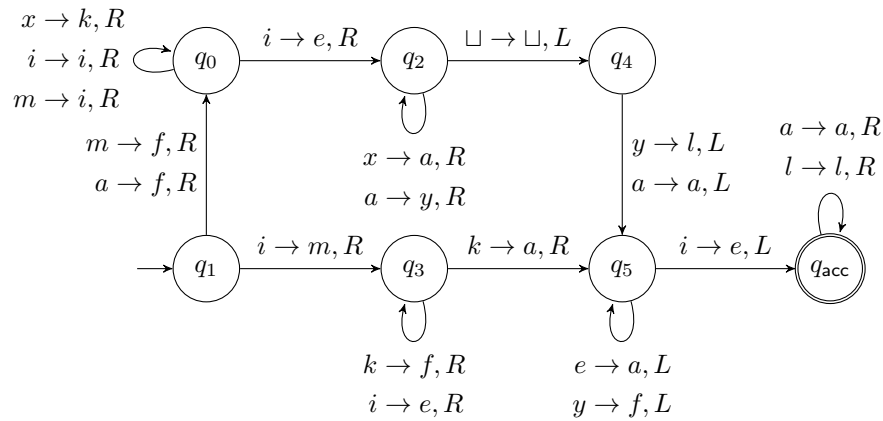 x → k, R
i → i, R
m → i, R
q0
i → e, R
q2
⊔ → ⊔, L
q4
x → a, R
a → y, R
m → f, R
a → f, R
y → l, L
a → a, L
a → a, R
l → l, R
q1
i → m, R
q3
k → a, R
q5
i → e, L
qacc
k → f, R
i → e, R
e → a, L
y → f, L